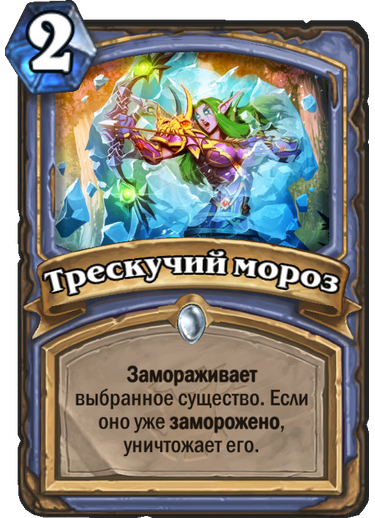 2
Трескучий мороз
Замораживает
выбранное существо. Если
оно уже заморожено,
уничтожает его.